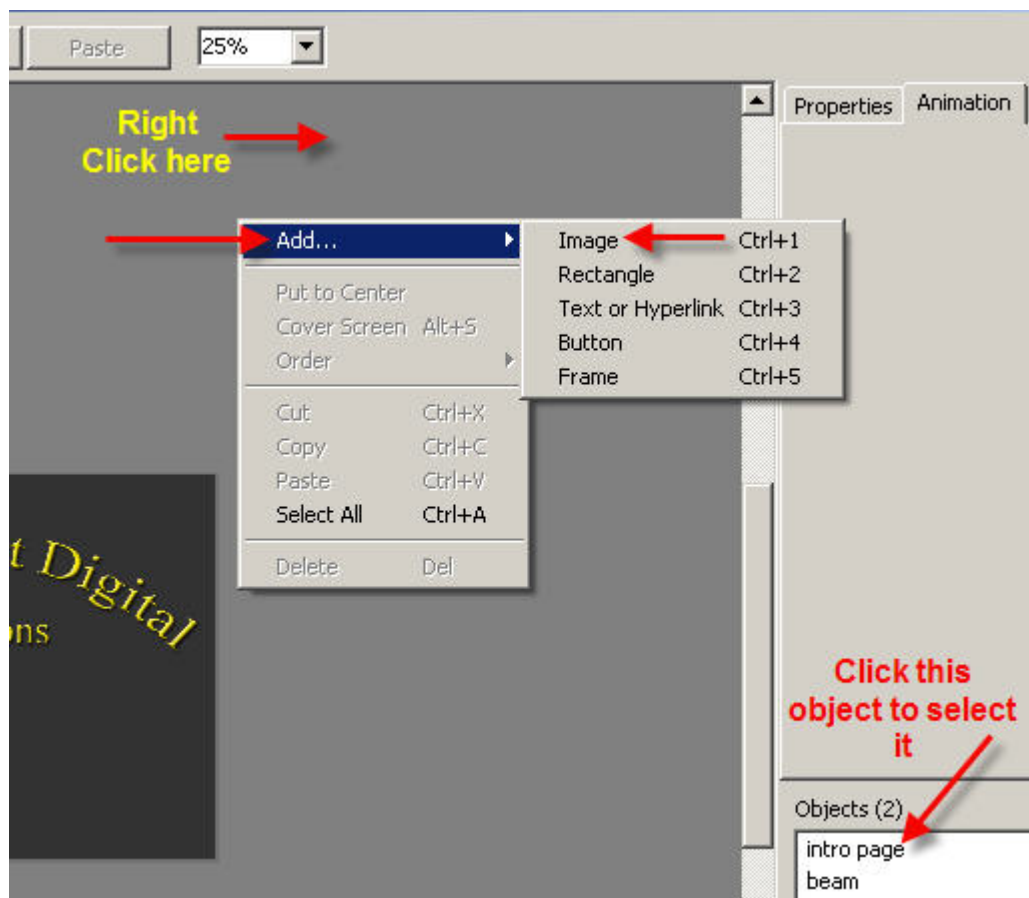 Paste
25%
Properties
Animation
Right
Click here
Add...
Image Ctrl+1
Rectangle Ctrl+2
Text or Hyperlink Ctrl+3
Button Ctrl+4
Frame Ctrl+5
Put to Center
Cover Screen Alt+S
Order
Cut Ctrl+X
Copy Ctrl+C
Paste Ctrl+V
Select All Ctrl+A
Delete Del
t Digital
ons
Click this
object to select
it
Objects (2)
intro page
beam